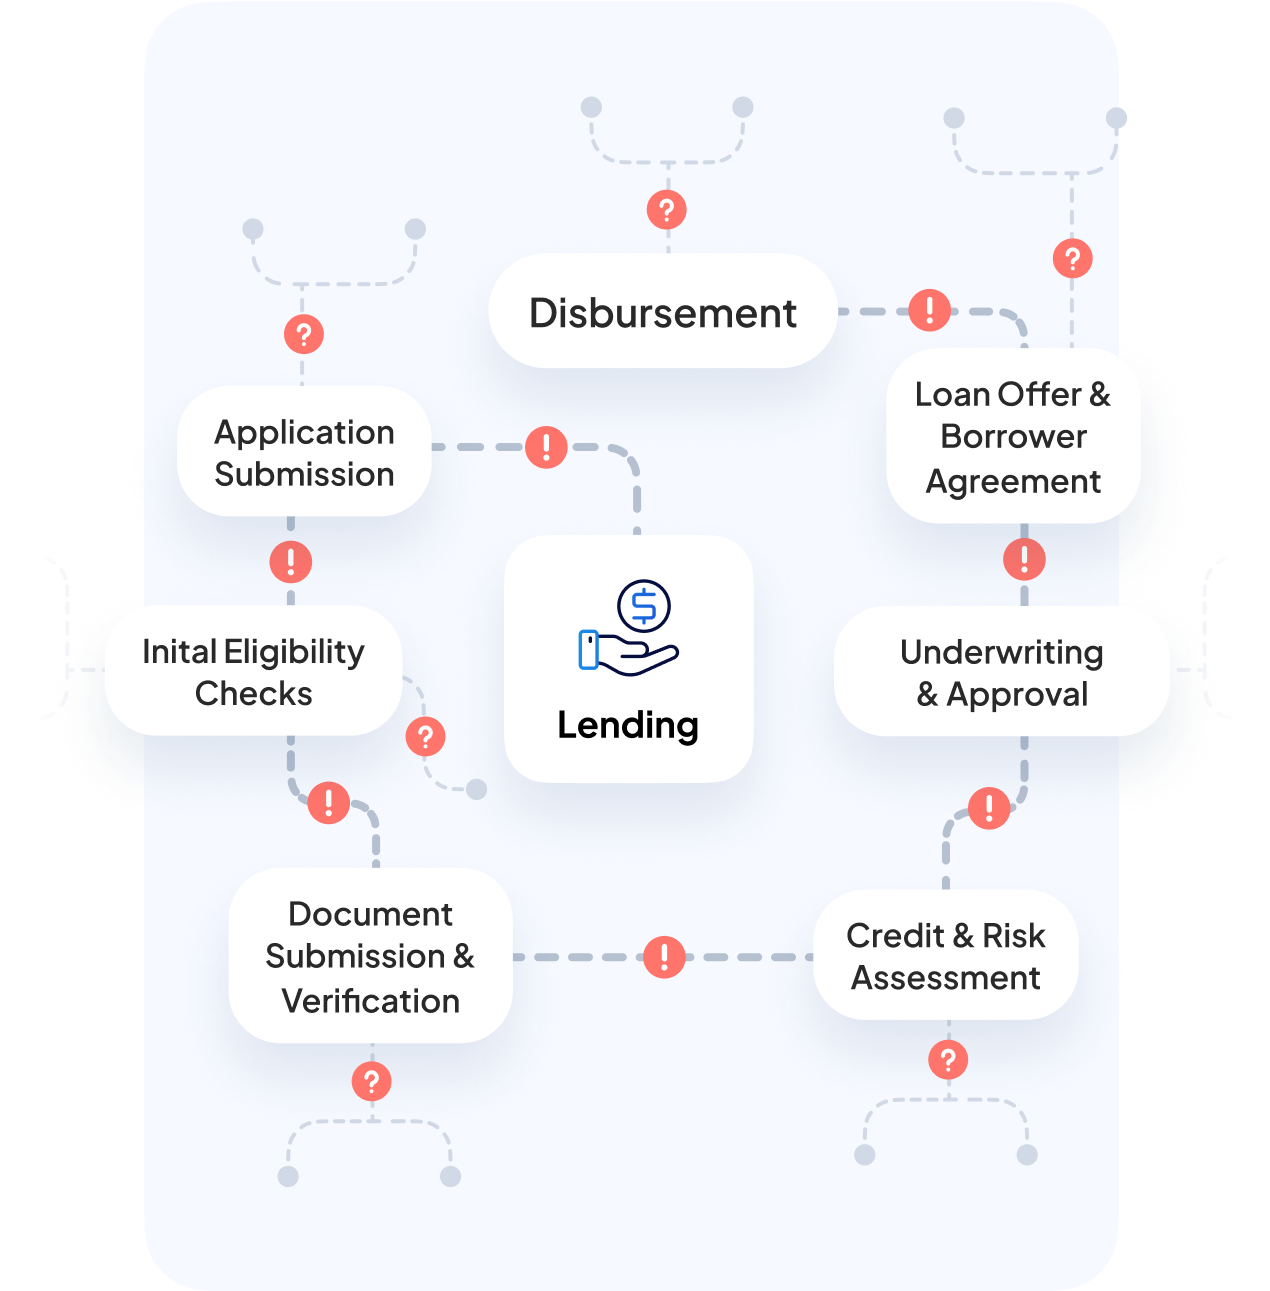 Disbursement
Loan Offer &
Borrower
Agreement
Application
Submission
Inital Eligibility
Checks
Lending
Underwriting
& Approval
Document
Submission &
Verification
Credit & Risk
Assessment